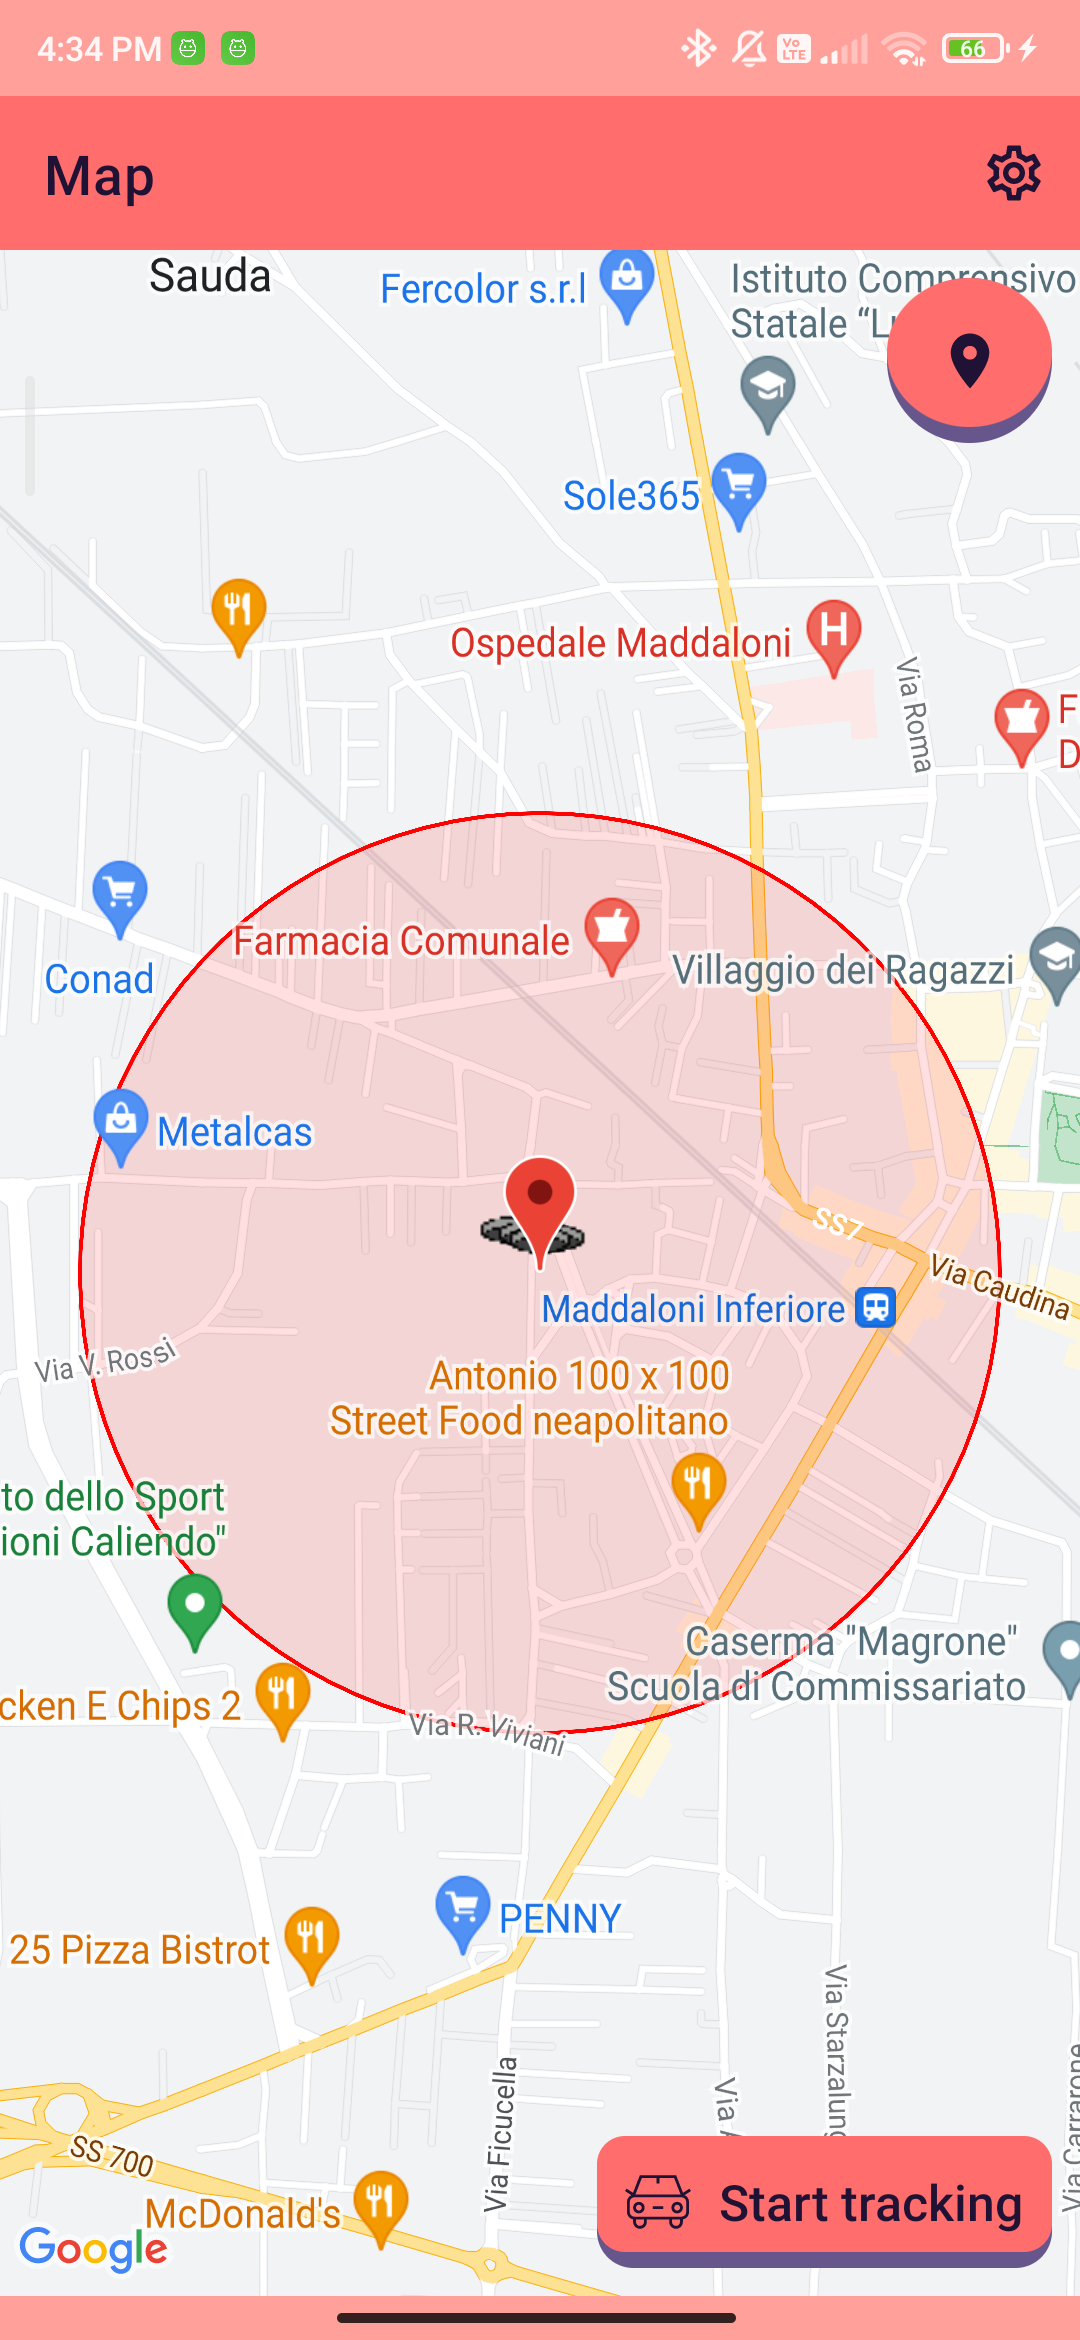 4:34 PM
Vo
LTE
66
Map
Sauda
Fercolor s.r.l
Istituto Comprensivo
Statale “Lu
Sole365
Ospedale Maddaloni
H
Via Roma
F
D
Conad
Farmacia Comunale
Villaggio dei Ragazzi
Metalcas
SS7
Via Caudina
Maddaloni Inferiore
Via V. Rossi
Antonio 100 x 100
Street Food neapolitano
to dello Sport
ioni Caliendo"
Caserma "Magrone"
Scuola di Commissariato
cken E Chips 2
Via R. Viviani
PENNY
25 Pizza Bistrot
Via Starzalung
Via Ficucella
Via A
Via Carrarone
SS 700
McDonald's
Start tracking
Google